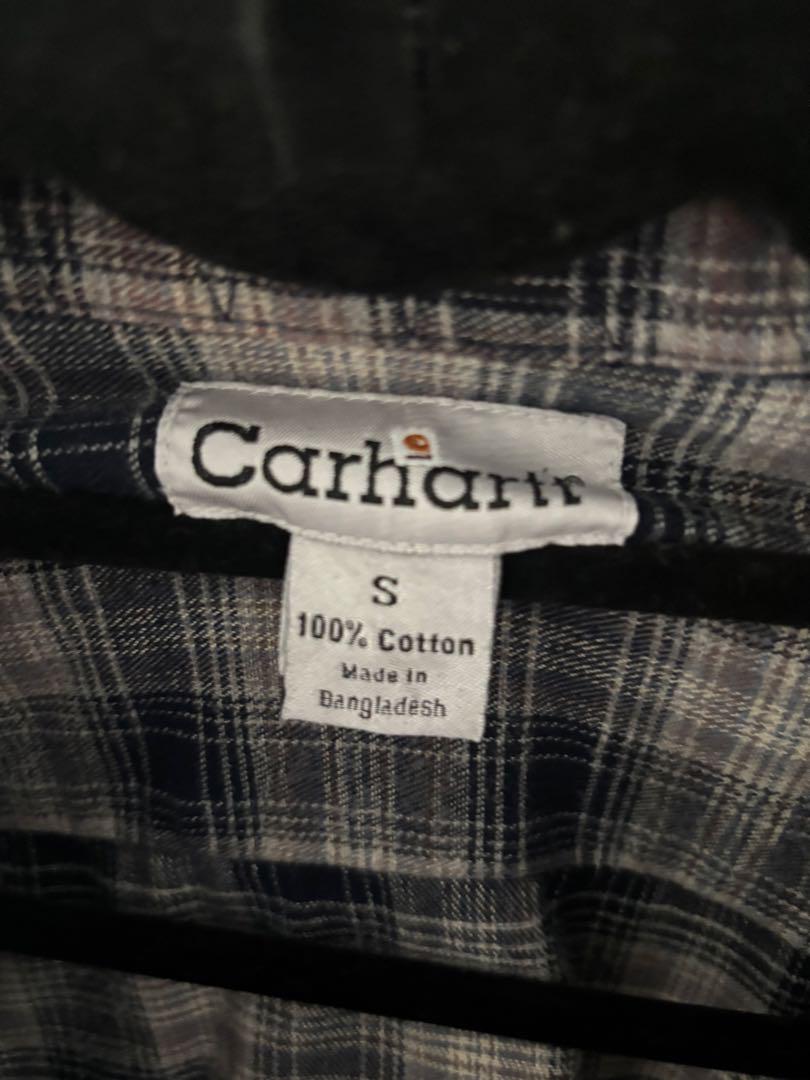 Carhartt
S
100% Cotton
Made in
Bangladesh